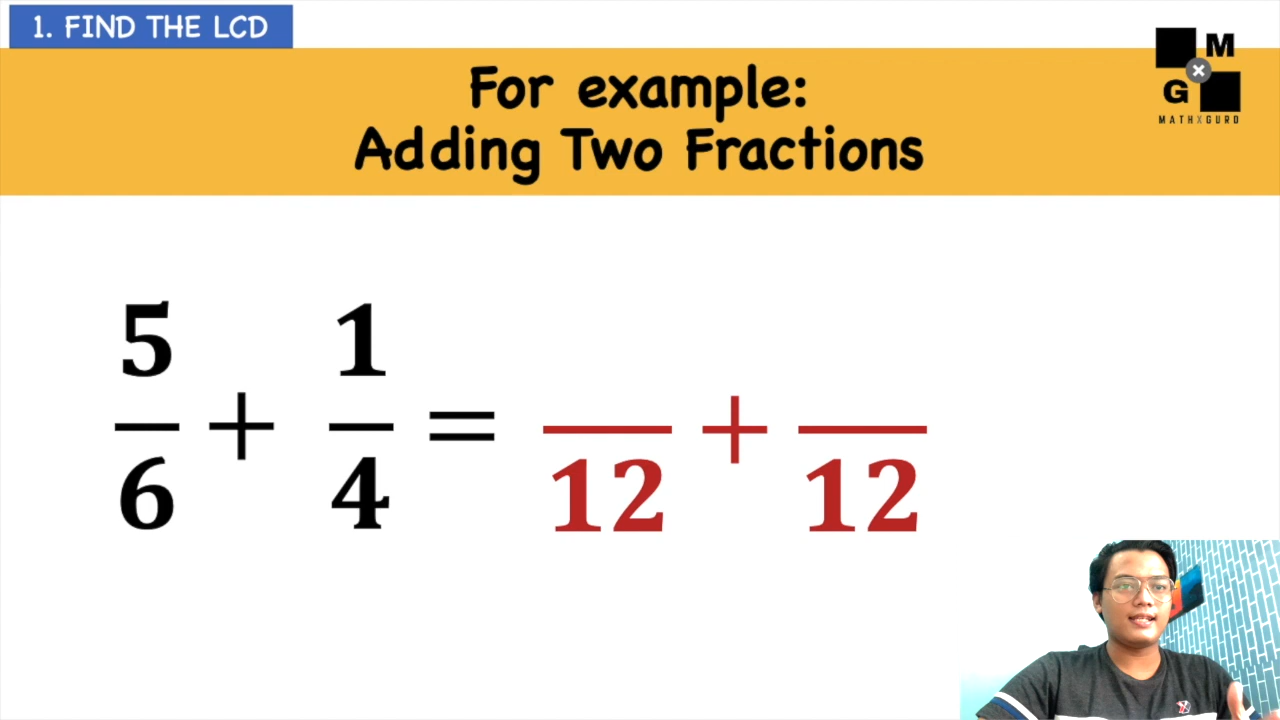 1. FIND THE LCD
M
G
MATHXGURO
For example:
Adding Two Fractions
5/6 + 1/4 = /12 + /12